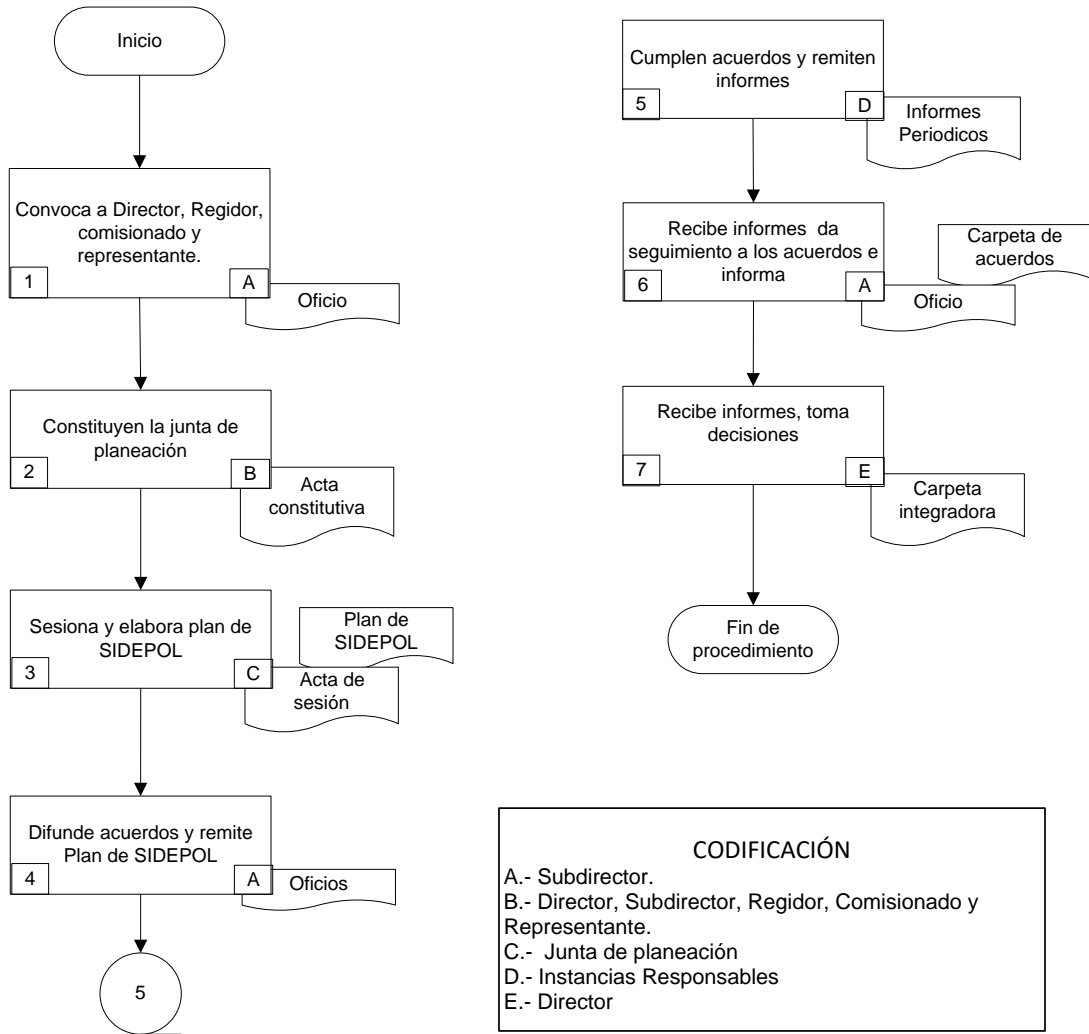 Inicio
Convoca a Director, Regidor,
comisionado y
representante.
1
A
Oficio
Constituyen la junta de
planeación
2
B
Acta
constitutiva
Sesiona y elabora plan de
SIDEPOL
3
C
Plan de
SIDEPOL
Acta de
sesión
Difunde acuerdos y remite
Plan de SIDEPOL
4
A
Oficios
5
Cumplen acuerdos y remiten
informes
5
D
Informes
Periodicos
Recibe informes da
seguimiento a los acuerdos e
informa
6
A
Carpeta de
acuerdos
Oficio
Recibe informes, toma
decisiones
7
E
Carpeta
integradora
Fin de
procedimiento
CODIFICACIÓN
A.- Subdirector.
B.- Director, Subdirector, Regidor, Comisionado y
Representante.
C.- Junta de planeación
D.- Instancias Responsables
E.- Director